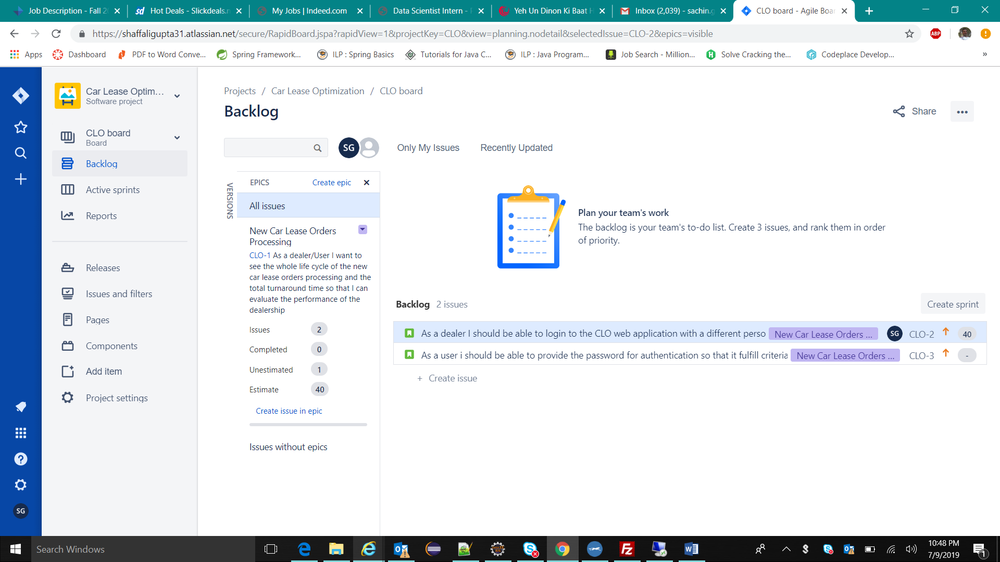 Job Description - Fall 2
Hot Deals - Slickdeals.n
My Jobs | Indeed.com
Data Scientist Intern -
Yeh Un Dinon Ki Baat H
Inbox (2,039) - sachin.g
CLO board - Agile Boar
https://shaffaligupta31.atlassian.net/secure/RapidBoard.jspa?rapidView=1&projectKey=CLO&view=planning.nodetail&selectedIssue=CLO-2&epics=visible
ABP
Apps
Dashboard
PDF to Word Conve...
Spring Framework...
ILP : Spring Basics
Tutorials for Java C...
ILP : Java Program...
Job Search - Million...
Solve Cracking the...
Codeplace Develop...
»
Car Lease Optim...
Software project
CLO board
Board
Backlog
Active sprints
Reports
Releases
Issues and filters
Pages
Components
Add item
Project settings
SG
Projects / Car Lease Optimization / CLO board
Backlog
Share
SG
Only My Issues
Recently Updated
VERSIONS
EPICS
Create epic
All issues
New Car Lease Orders
Processing
CLO-1 As a dealer/User I want to
see the whole life cycle of the new
car lease orders processing and the
total turnaround time so that I can
evaluate the performance of the
dealership
Issues 2
Completed 0
Unestimated 1
Estimate 40
Create issue in epic
Issues without epics
Plan your team's work
The backlog is your team's to-do list. Create 3 issues, and rank them in order
of priority.
Backlog 2 issues
Create sprint
As a dealer I should be able to login to the CLO web application with a different perso New Car Lease Orders ... SG CLO-2 40
As a user i should be able to provide the password for authentication so that it fulfill criteria New Car Lease Orders ... CLO-3 -
+ Create issue
Search Windows
10:48 PM
7/9/2019
1